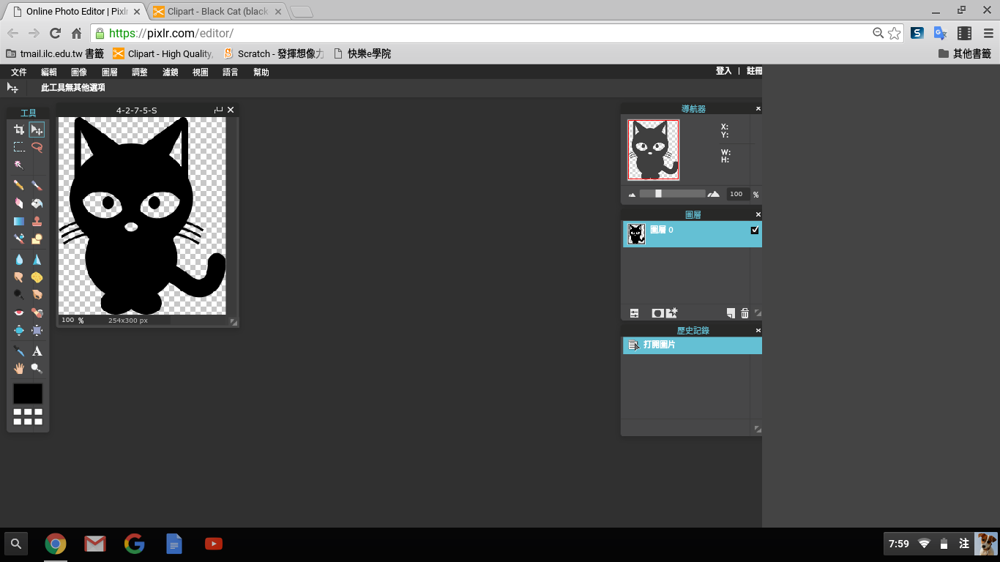 Online Photo Editor | Pixlr
Clipart - Black Cat (black
https://pixlr.com/editor/
tmail.ilc.edu.tw 書籤
Clipart - High Quality,
Scratch - 發揮想像力
快樂e學院
其他書籤
文件 編輯 圖像 圖層 調整 濾鏡 視圖 語言 幫助
登入 | 註冊
此工具無其他選項
工具
4-2-7-5-S
100 %
254x300 px
導航器
X:
Y:
W:
H:
100 %
圖層
圖層 0
歷史記錄
打開圖片
7:59
注